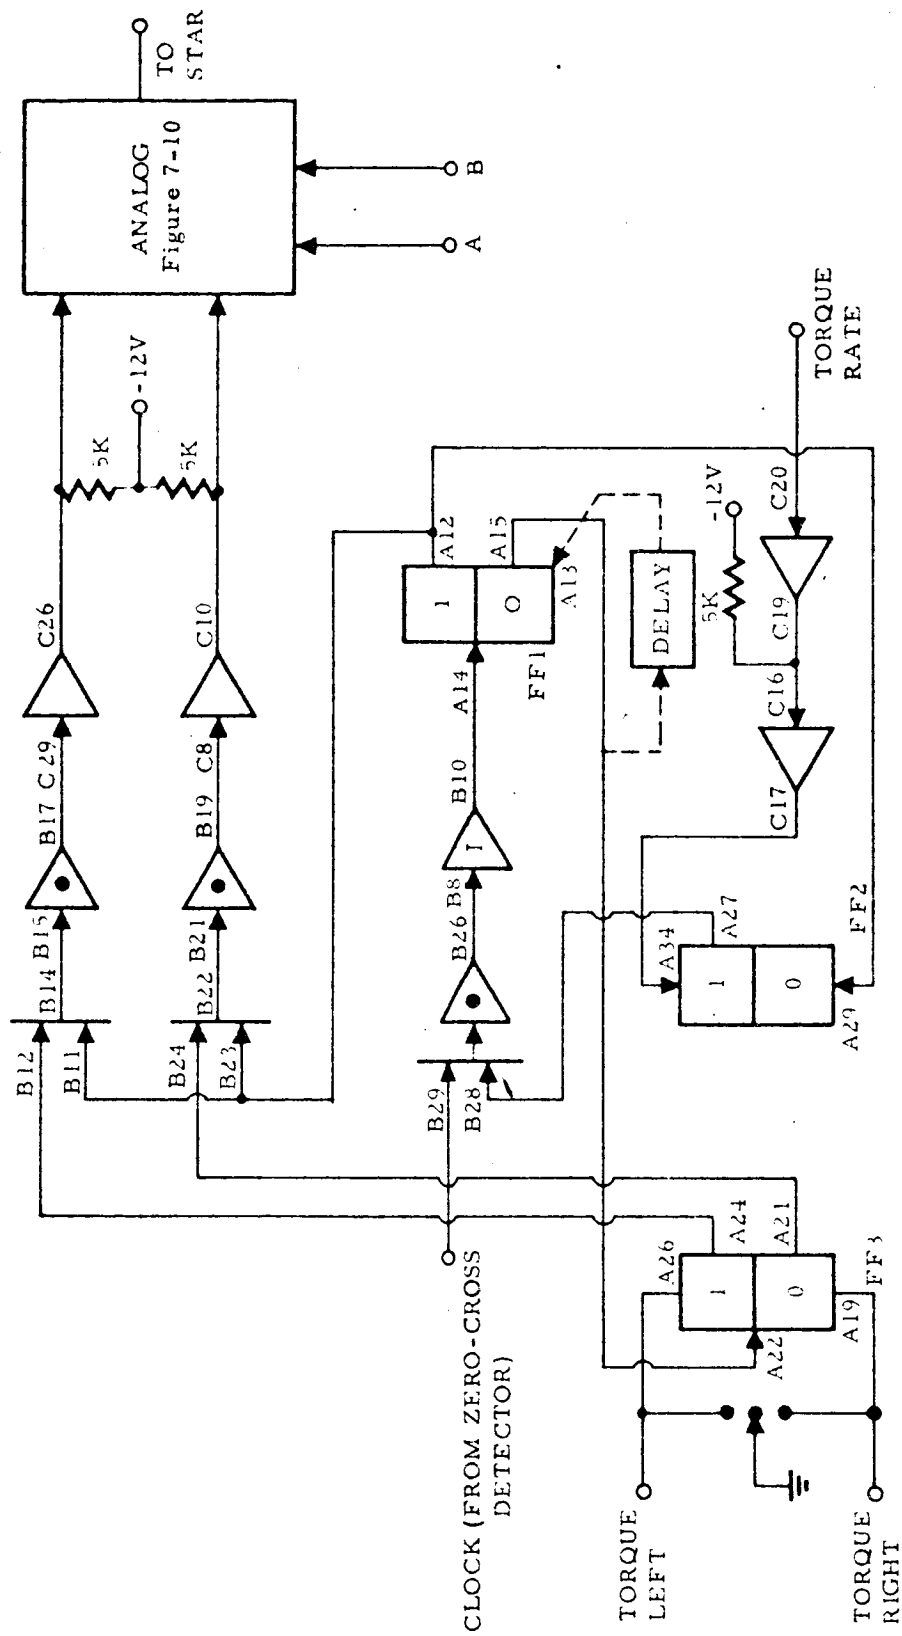 TO
STAR
ANALOG
Figure 7-10
A
B
-12V
5K
5K
C26
C10
B17 C29
B19 C8
B14 B15
B22 B21
B12
B11
B24
B23
B29
B28
B26 B8
I
B10 A14
1
0
A12
A15
A13
FF1
DELAY
-12V
5K
TORQUE
RATE
C20
C19
C16
C17
A34
A27
1
0
A29
FF2
CLOCK (FROM ZERO-CROSS
DETECTOR)
A26
A24
1
0
A21
A22
A19
FF3
TORQUE
LEFT
TORQUE
RIGHT